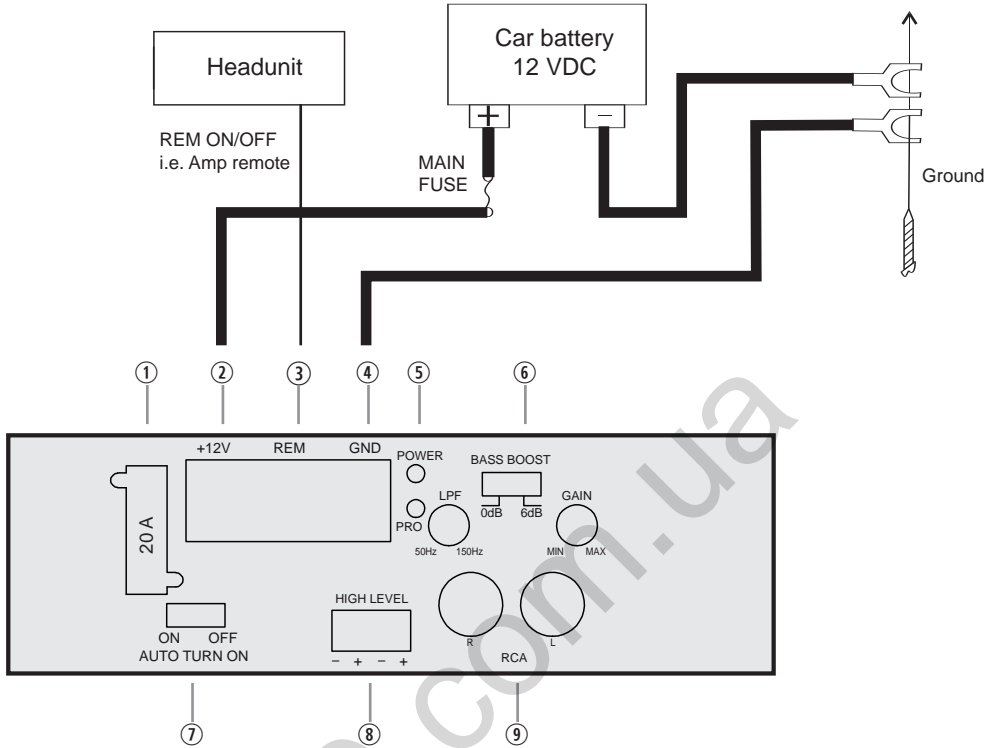 Car battery
12 VDC
Headunit
+
−
REM ON/OFF
i.e. Amp remote
MAIN
FUSE
Ground
① ② ③ ④ ⑤ ⑥
+12V REM GND
POWER
BASS BOOST
LPF
0dB 6dB
GAIN
PRO
50Hz 150Hz
MIN MAX
20 A
HIGH LEVEL
ON OFF
AUTO TURN ON
− + − +
R L
RCA
⑦ ⑧ ⑨
com.ua